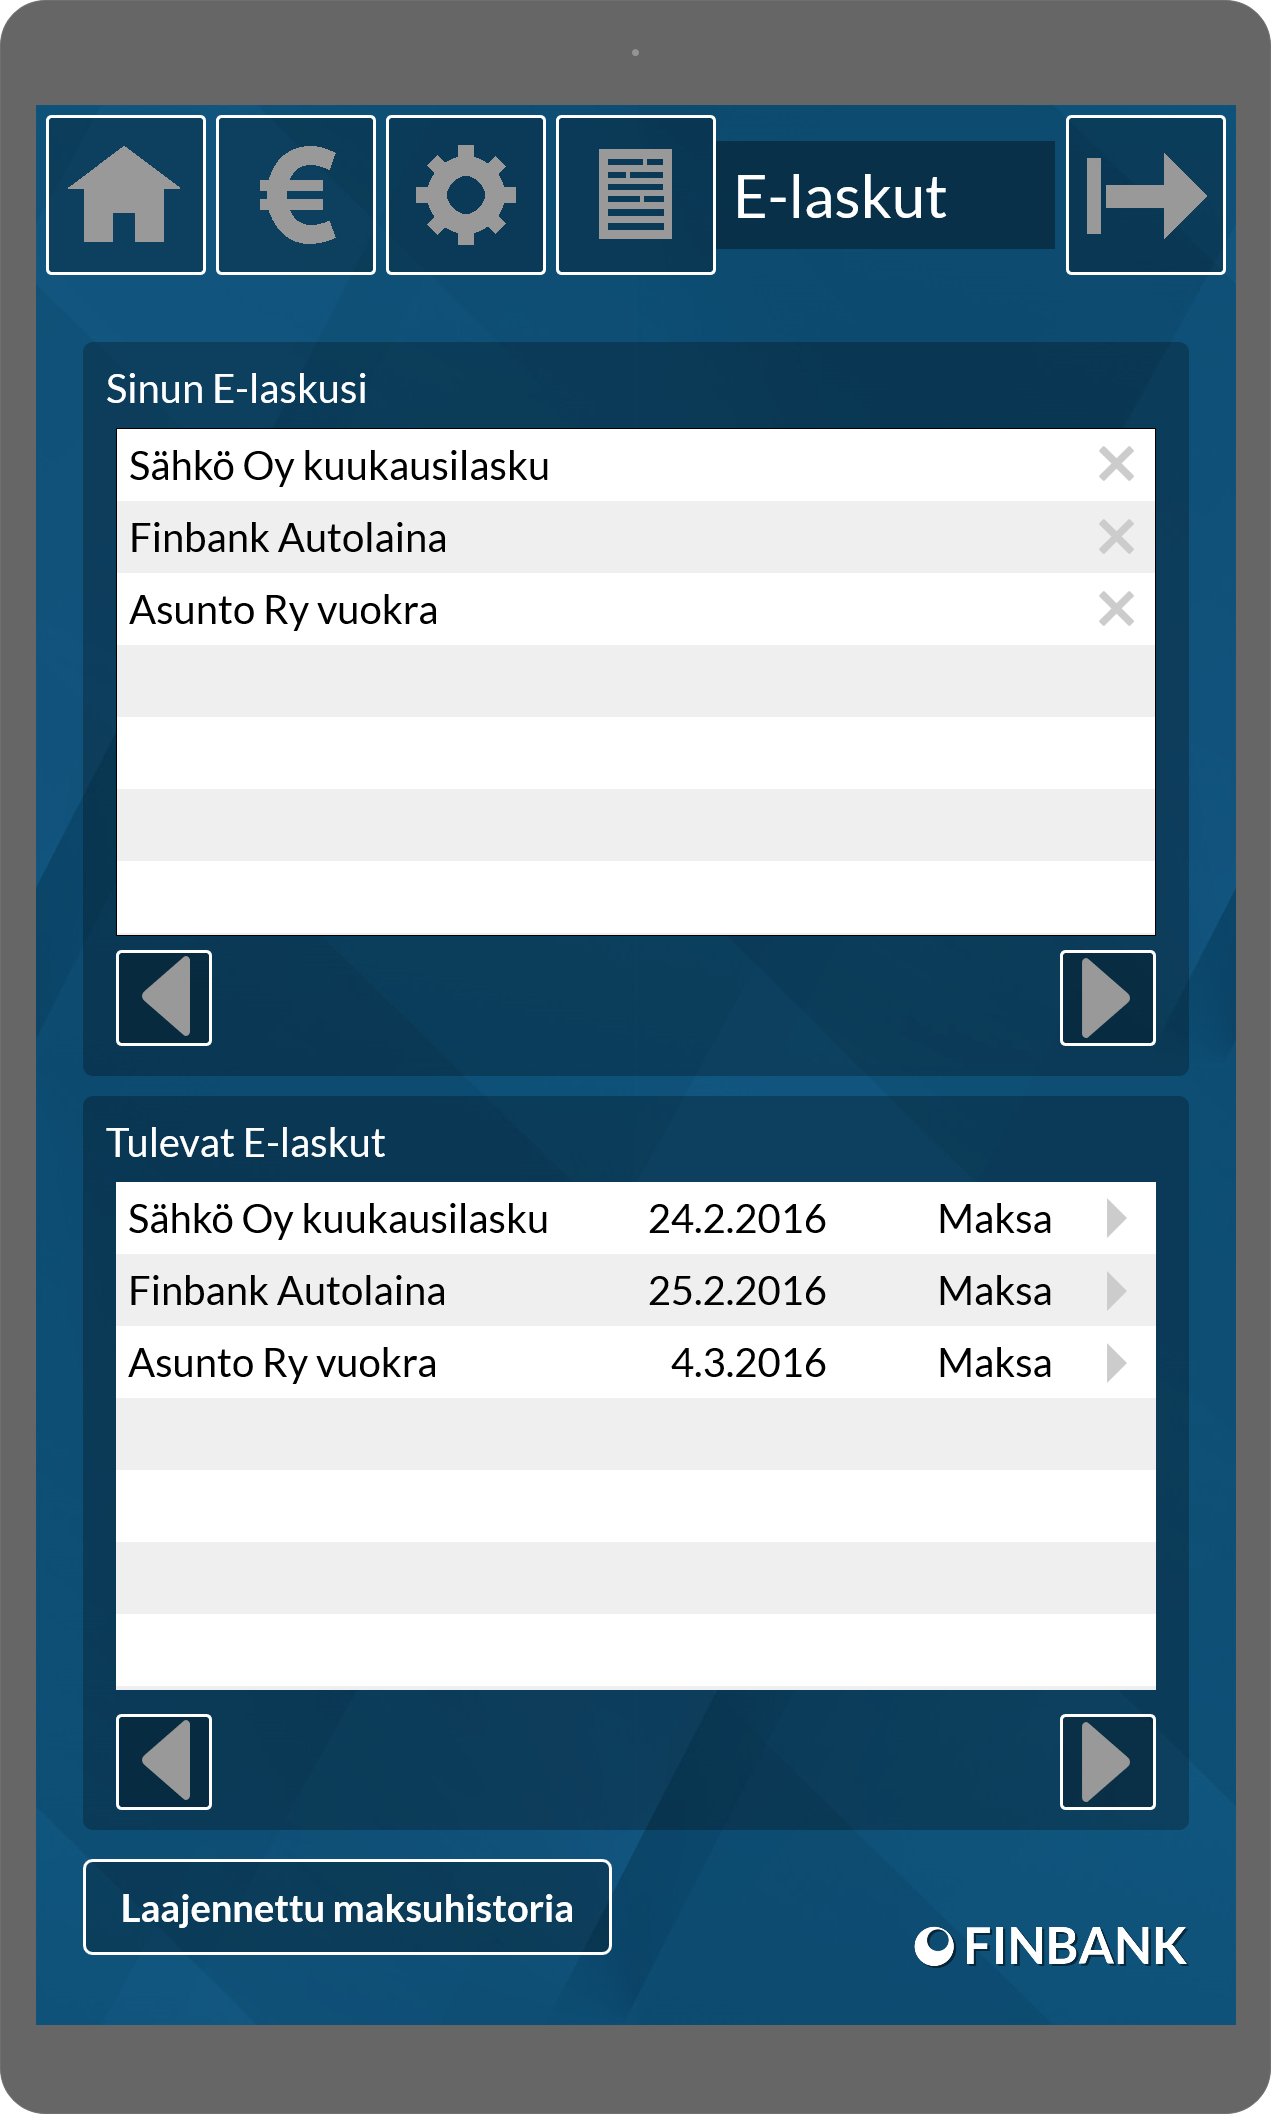 E-laskut
Sinun E-laskusi
Sähkö Oy kuukausilasku
Finbank Autolaina
Asunto Ry vuokra
Tulevat E-laskut
Sähkö Oy kuukausilasku 24.2.2016 Maksa
Finbank Autolaina 25.2.2016 Maksa
Asunto Ry vuokra 4.3.2016 Maksa
Laajennettu maksuhistoria
FINBANK